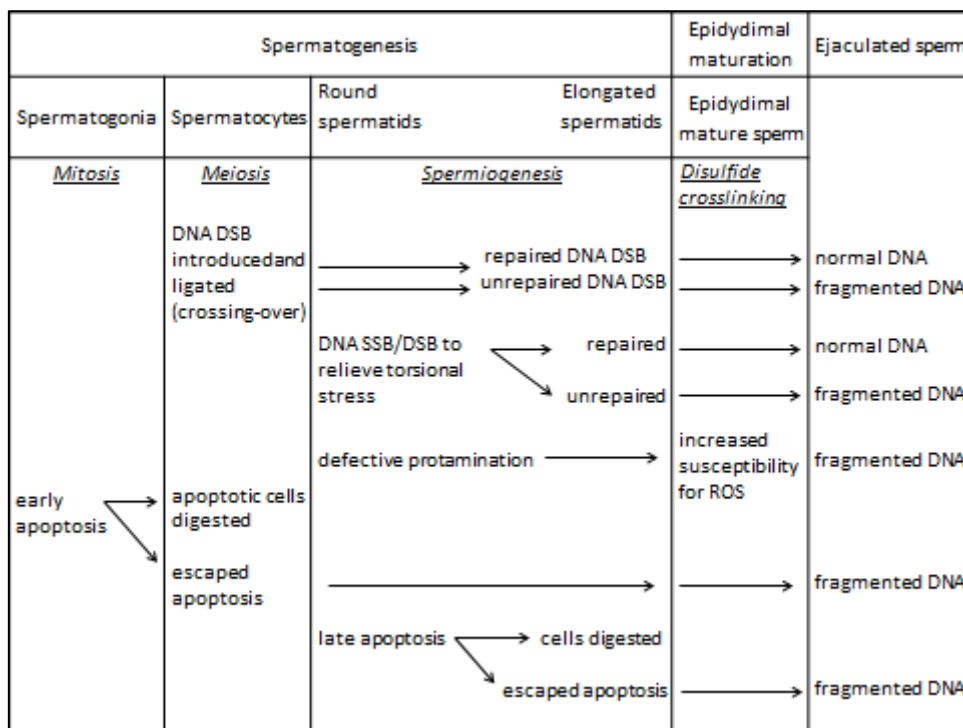 Spermatogenesis
Epidydimal
maturation
Ejaculated sperm
Spermatogonia
Spermatocytes
Round
spermatids
Elongated
spermatids
Epidydimal
mature sperm
Mitosis
Meiosis
Spermiogenesis
Disulfide
crosslinking
DNA DSB
introducedand
ligated
(crossing-over)
repaired DNA DSB
unrepaired DNA DSB
normal DNA
fragmented DNA
DNA SSB/DSB to
relieve torsional
stress
repaired
unrepaired
normal DNA
fragmented DNA
defective protamination
increased
susceptibility
for ROS
fragmented DNA
early
apoptosis
apoptotic cells
digested
escaped
apoptosis
fragmented DNA
late apoptosis
cells digested
escaped apoptosis
fragmented DNA